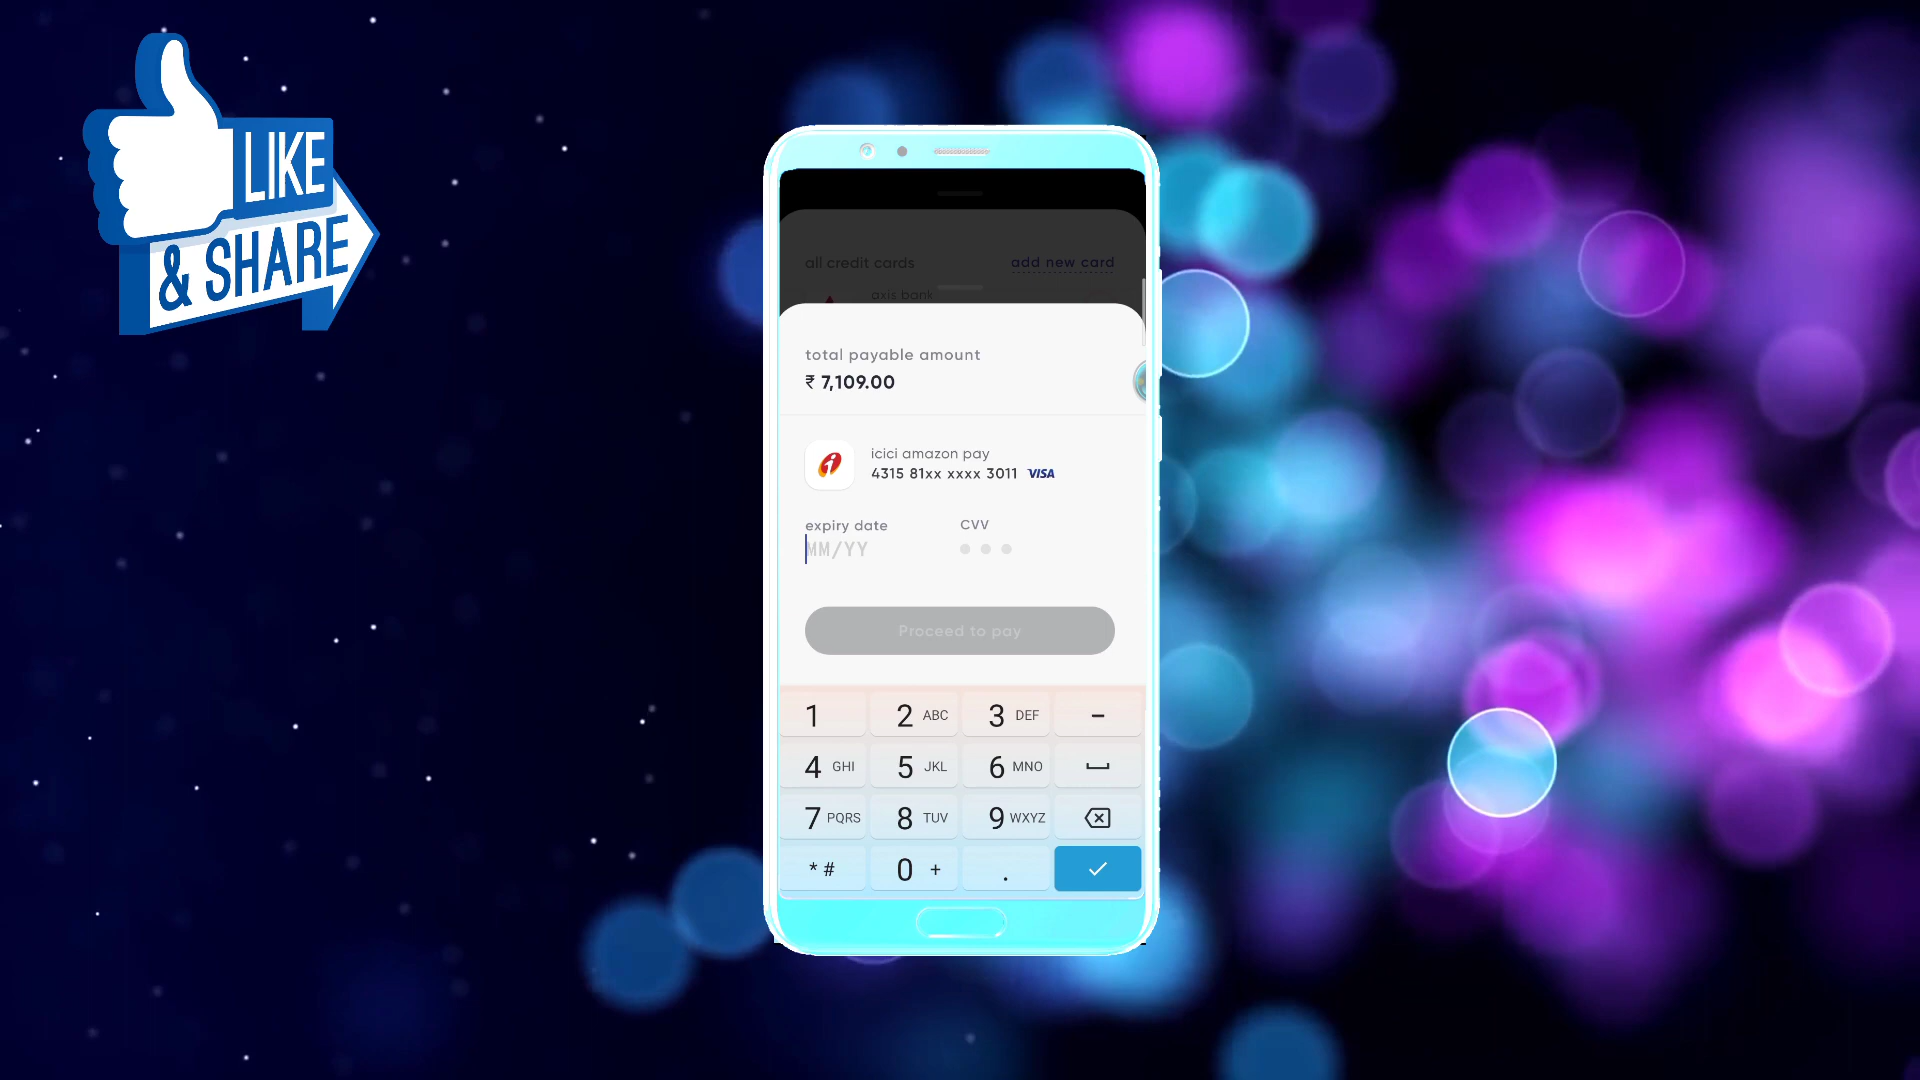 LIKE
& SHARE
all credit cards
add new card
axis bank
total payable amount
₹ 7,109.00
icici amazon pay
4315 81xx xxxx 3011 VISA
expiry date
CVV
MM/YY
Proceed to pay
1
2 ABC
3 DEF
-
4 GHI
5 JKL
6 MNO
7 PQRS
8 TUV
9 WXYZ
* #
0 +
.